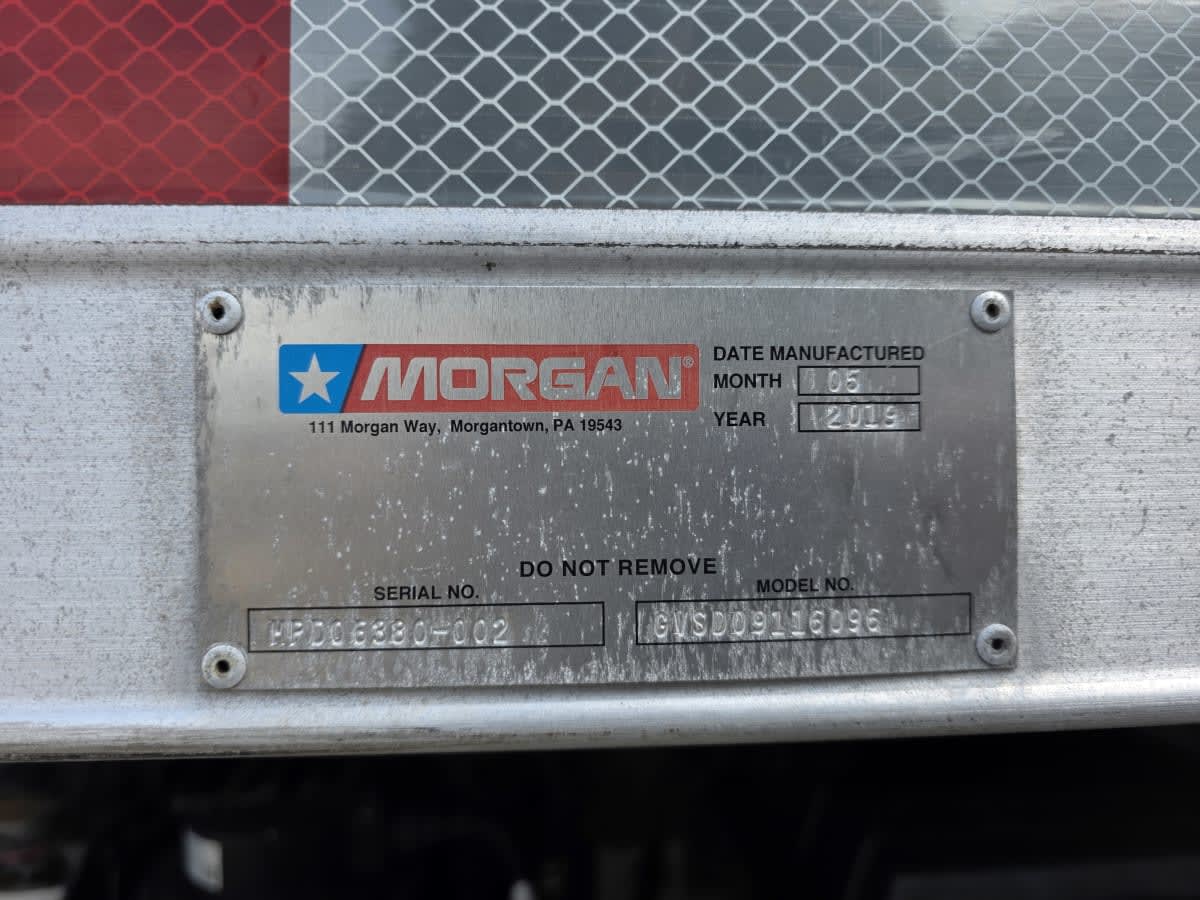 MORGAN®
111 Morgan Way, Morgantown, PA 19543
DATE MANUFACTURED
MONTH 05
YEAR 2019
DO NOT REMOVE
SERIAL NO.
MPD06380-002
MODEL NO.
GVSD09116096